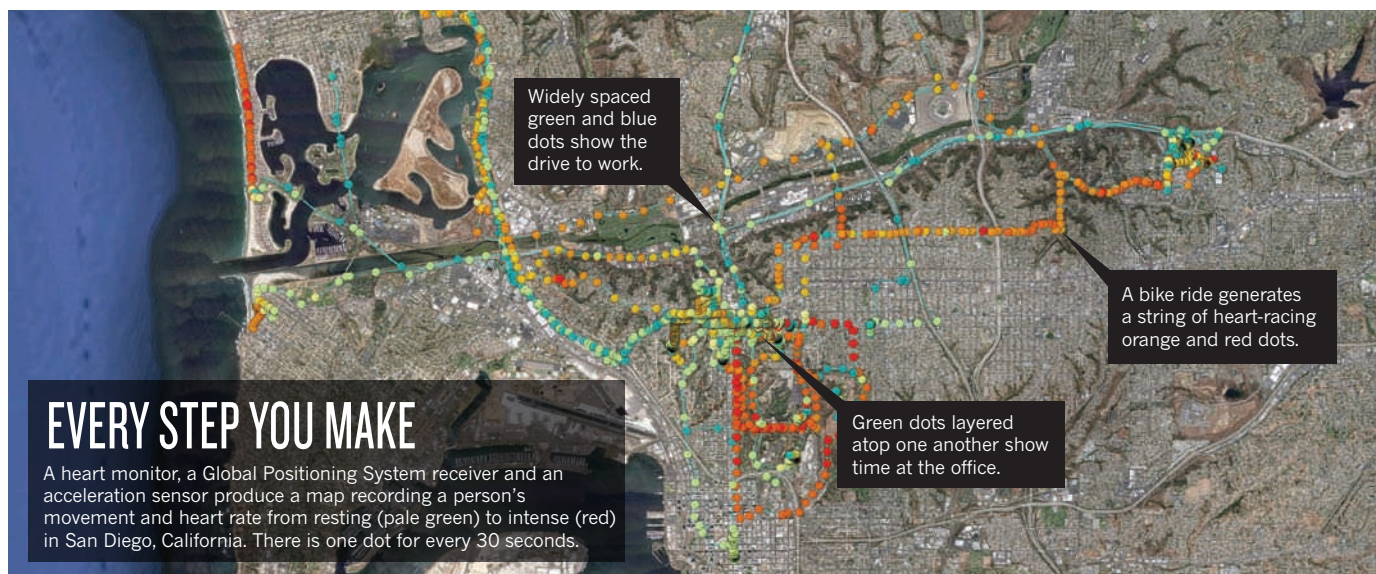 Widely spaced
green and blue
dots show the
drive to work.
A bike ride generates
a string of heart-racing
orange and red dots.
Green dots layered
atop one another show
time at the office.
EVERY STEP YOU MAKE
A heart monitor, a Global Positioning System receiver and an
acceleration sensor produce a map recording a person's
movement and heart rate from resting (pale green) to intense (red)
in San Diego, California. There is one dot for every 30 seconds.